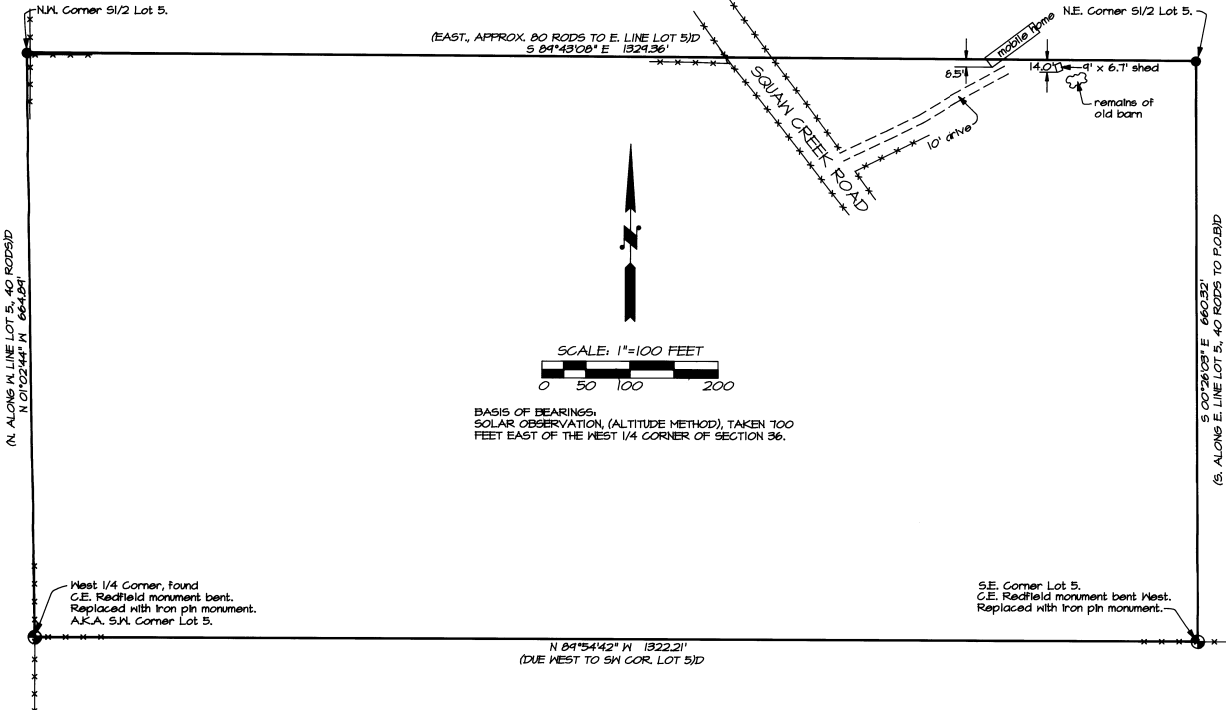 N.W. Corner S1/2 Lot 5.
N.E. Corner S1/2 Lot 5.
(EAST., APPROX. 80 RODS TO E. LINE LOT 5)D
S 89°43'08" E 1329.36'
mobile home
6.5'
14.0'
9' x 6.7' shed
remains of
old barn
10' drive
SQUAW CREEK ROAD
N
(N. ALONG W. LINE LOT 5., 40 RODS)D
N 01°02'44" W 664.89'
S 00°26'03" E 660.32'
(S. ALONG E. LINE LOT 5., 40 RODS TO P.O.B)D
SCALE: 1"=100 FEET
0 50 100 200
BASIS OF BEARINGS:
SOLAR OBSERVATION, (ALTITUDE METHOD), TAKEN 700
FEET EAST OF THE WEST 1/4 CORNER OF SECTION 36.
West 1/4 Corner, found
C.E. Redfield monument bent.
Replaced with iron pin monument.
A.K.A. S.W. Corner Lot 5.
S.E. Corner Lot 5.
C.E. Redfield monument bent West.
Replaced with iron pin monument.
N 89°54'42" W 1322.21'
(DUE WEST TO SW COR. LOT 5)D